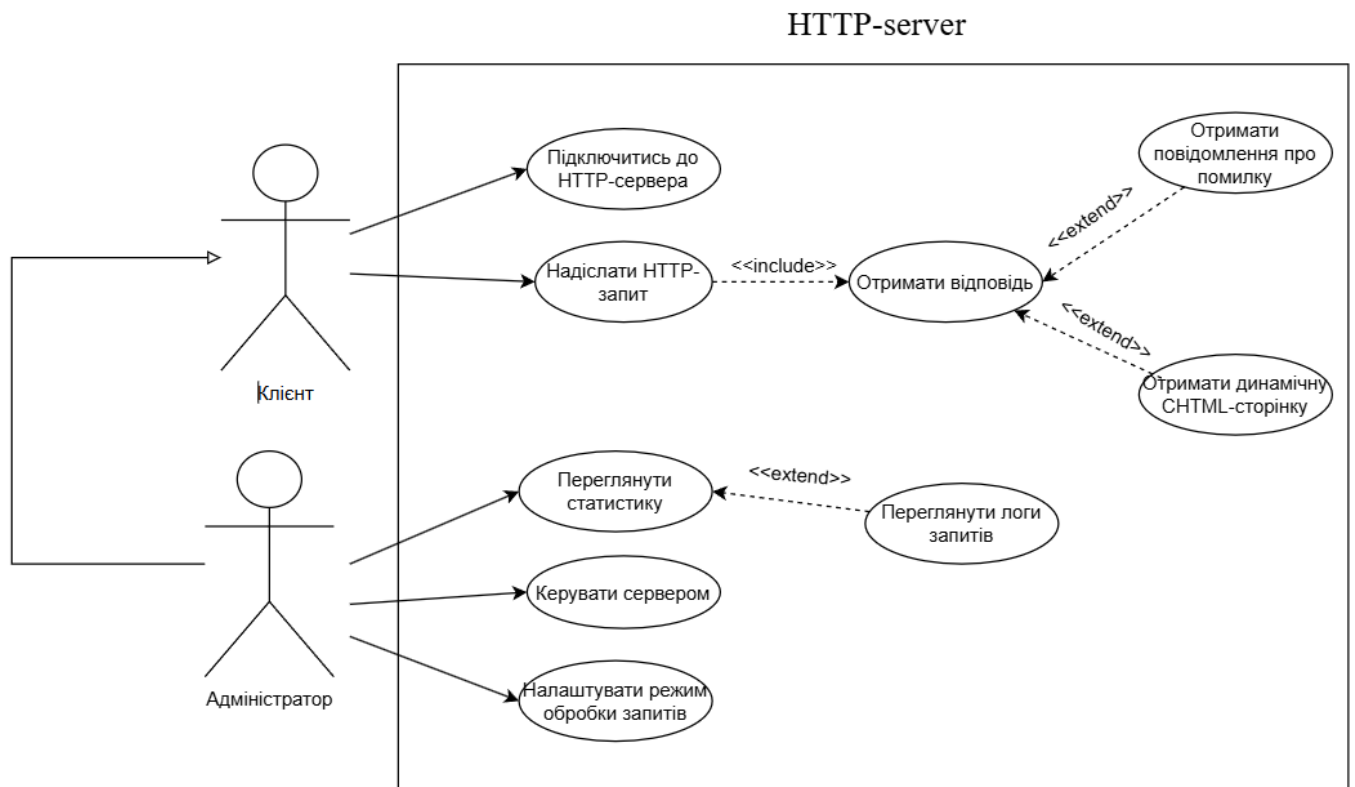 HTTP-server
Підключитись до
HTTP-сервера
Отримати
повідомлення про
помилку
<<extend>>
Надіслати HTTP-
запит
<<include>>
Отримати відповідь
<<extend>>
Отримати динамічну
CHTML-сторінку
Клієнт
Переглянути
статистику
<<extend>>
Переглянути логи
запитів
Керувати сервером
Налаштувати режим
обробки запитів
Адміністратор